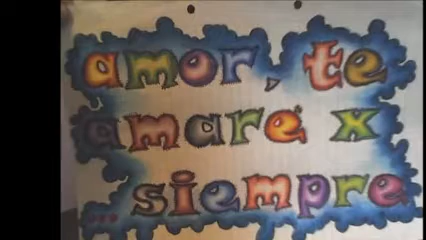 amor, te
amaré x
siempre
...